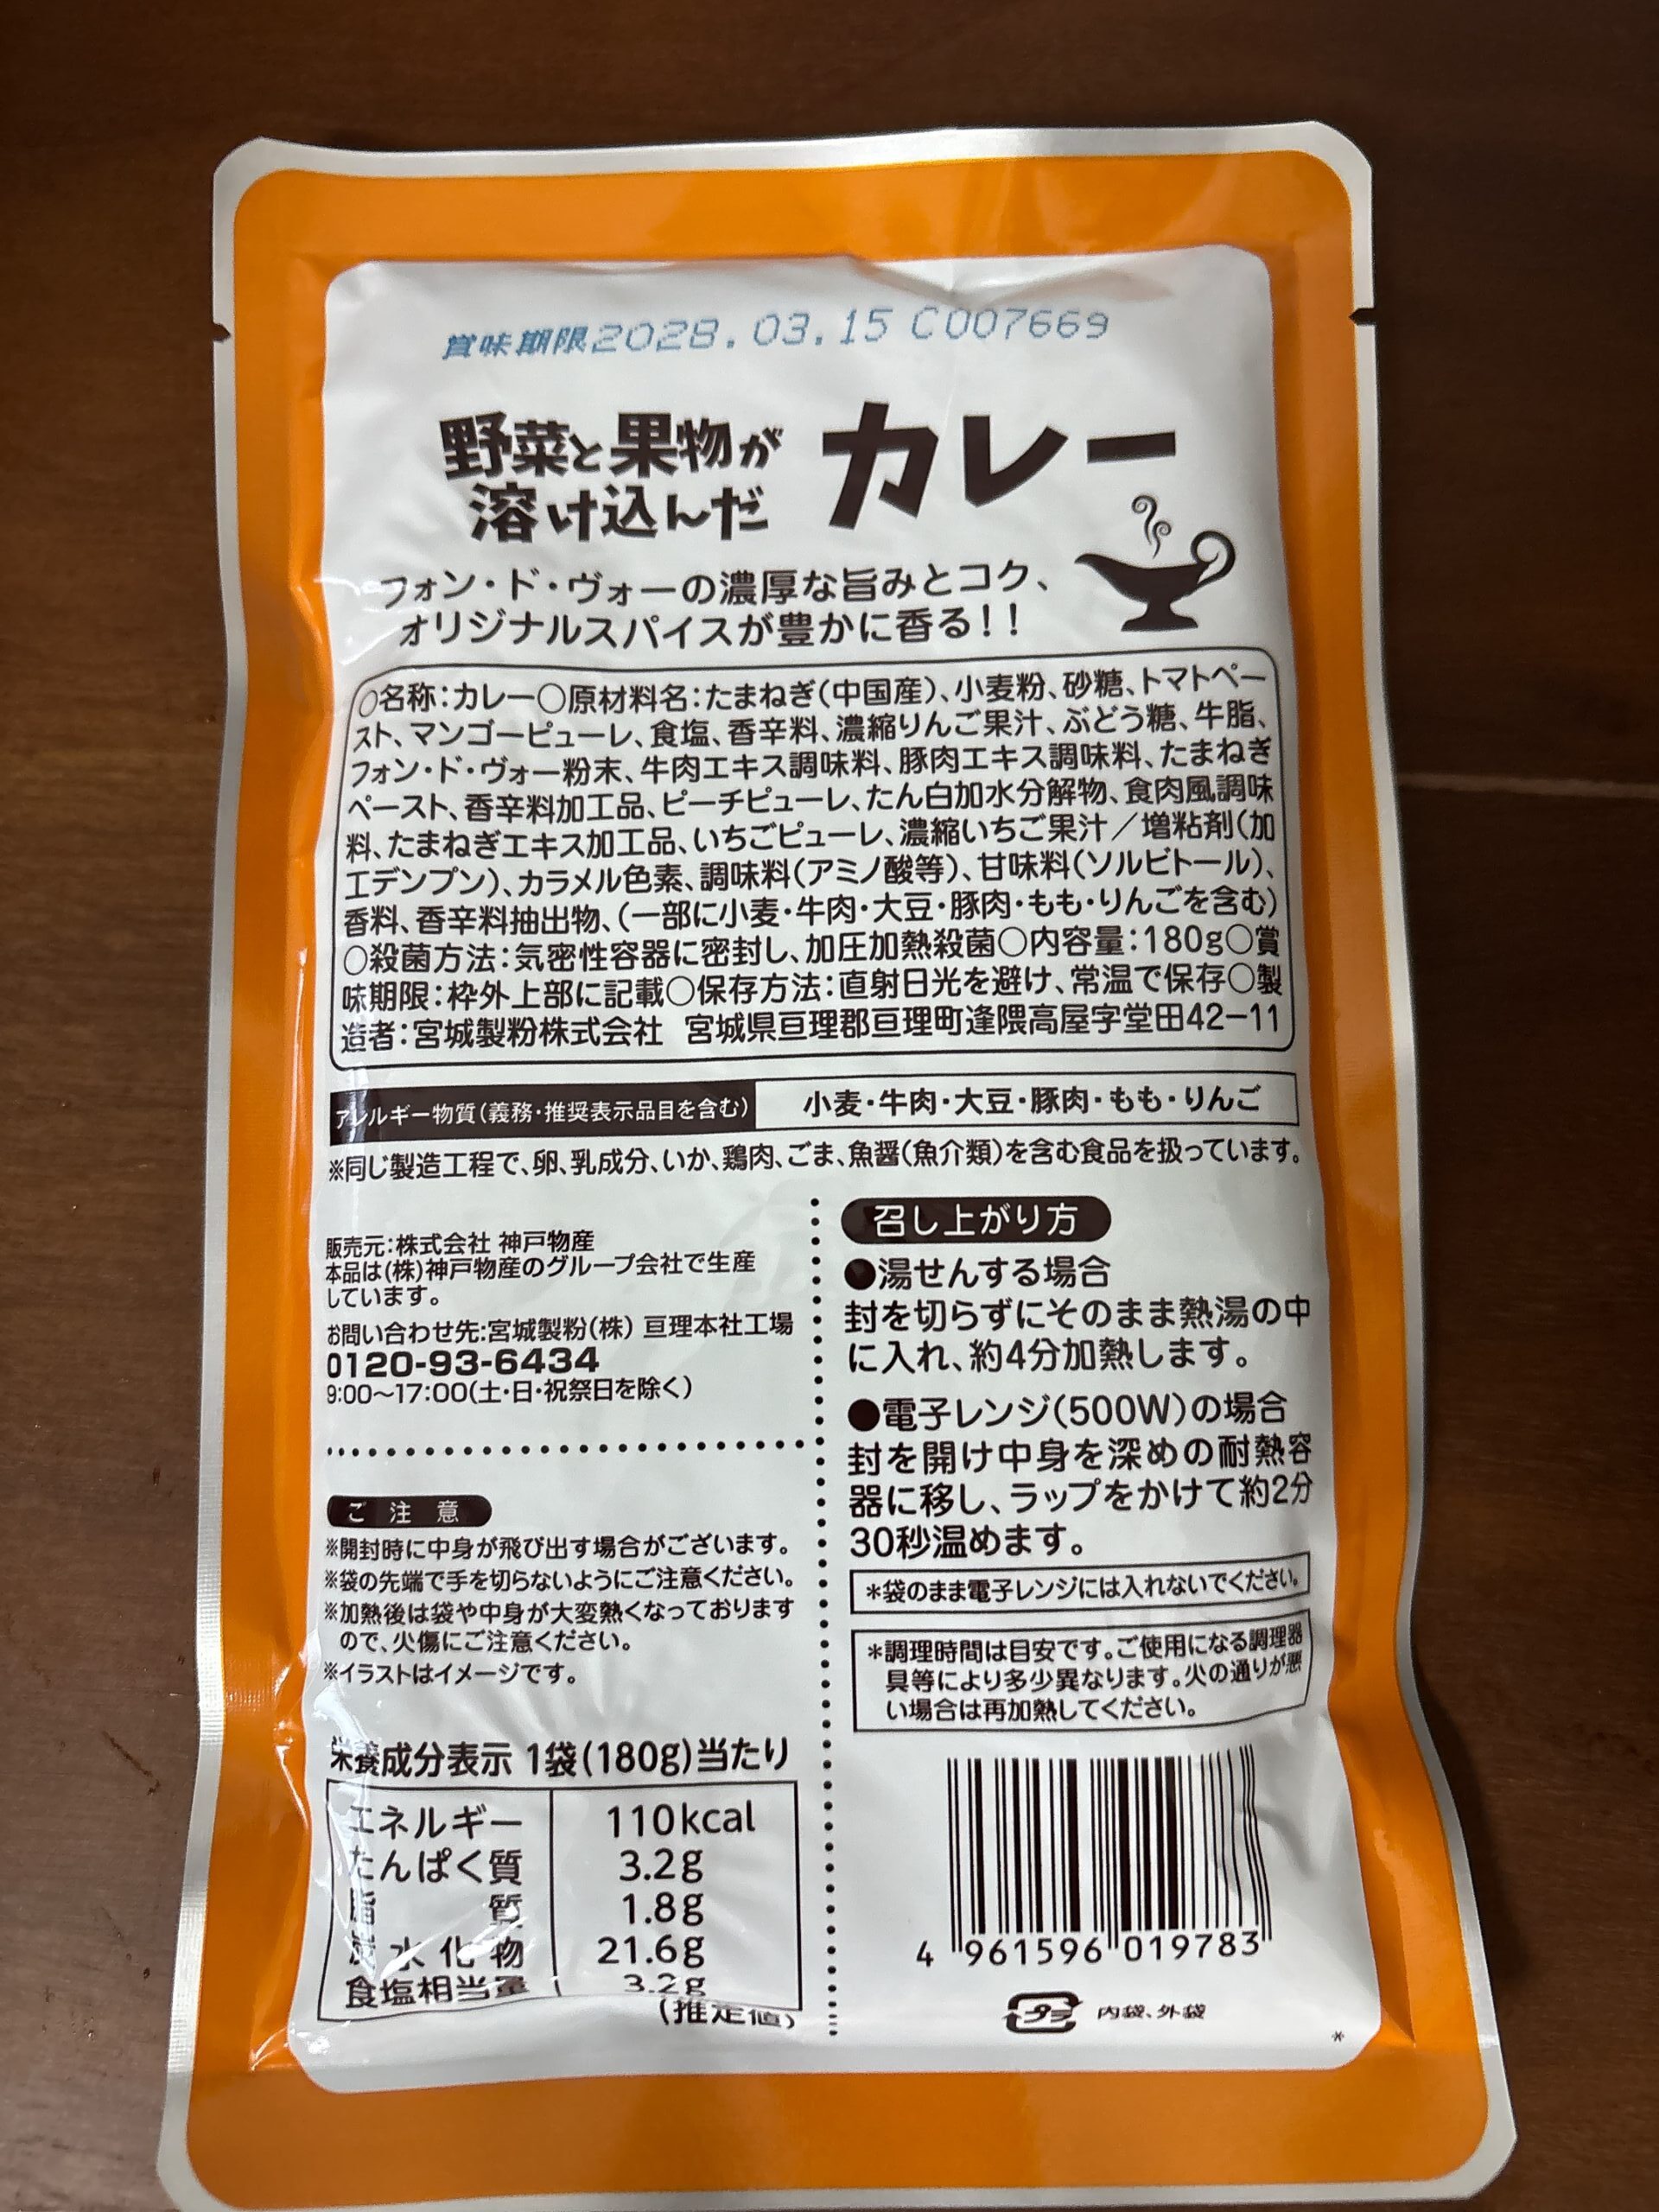 賞味期限2028.03.15 C007669
野菜と果物が
溶け込んだ
カレー
フォン・ド・ヴォーの濃厚な旨みとコク、
オリジナルスパイスが豊かに香る!!
○名称:カレー○原材料名:たまねぎ(中国産)、小麦粉、砂糖、トマトペー
スト、マンゴーピューレ、食塩、香辛料、濃縮りんご果汁、ぶどう糖、牛脂、
フォン・ド・ヴォー粉末、牛肉エキス調味料、豚肉エキス調味料、たまねぎ
ペースト、香辛料加工品、ピーチピューレ、たん白加水分解物、食肉風調味
料、たまねぎエキス加工品、いちごピューレ、濃縮いちご果汁/増粘剤(加
工デンプン)、カラメル色素、調味料(アミノ酸等)、甘味料(ソルビトール)、
香料、香辛料抽出物、(一部に小麦・牛肉・大豆・豚肉・もも・りんごを含む)
○殺菌方法:気密性容器に密封し、加圧加熱殺菌○内容量:180g○賞
味期限:枠外上部に記載○保存方法:直射日光を避け、常温で保存○製
造者:宮城製粉株式会社 宮城県亘理郡亘理町逢隈高屋字堂田42-11
アレルギー物質(義務・推奨表示品目を含む) 小麦・牛肉・大豆・豚肉・もも・りんご
※同じ製造工程で、卵、乳成分、いか、鶏肉、ごま、魚醤(魚介類)を含む食品を扱っています。
販売元:株式会社 神戸物産
本品は(株)神戸物産のグループ会社で生産
しています。
お問い合わせ先:宮城製粉(株) 亘理本社工場
0120-93-6434
9:00～17:00(土・日・祝祭日を除く)
ご注意
※開封時に中身が飛び出す場合がございます。
※袋の先端で手を切らないようにご注意ください。
※加熱後は袋や中身が大変熱くなっております
ので、火傷にご注意ください。
※イラストはイメージです。
栄養成分表示 1袋(180g)当たり
エネルギー 110kcal
たんぱく質 3.2g
脂質 1.8g
炭水化物 21.6g
食塩相当量 3.2g
(推定値)
召し上がり方
●湯せんする場合
封を切らずにそのまま熱湯の中
に入れ、約4分加熱します。
●電子レンジ(500W)の場合
封を開け中身を深めの耐熱容
器に移し、ラップをかけて約2分
30秒温めます。
*袋のまま電子レンジには入れないでください。
*調理時間は目安です。ご使用になる調理器
具等により多少異なります。火の通りが悪
い場合は再加熱してください。
4 961596 019783
プラ 内袋、外袋
*